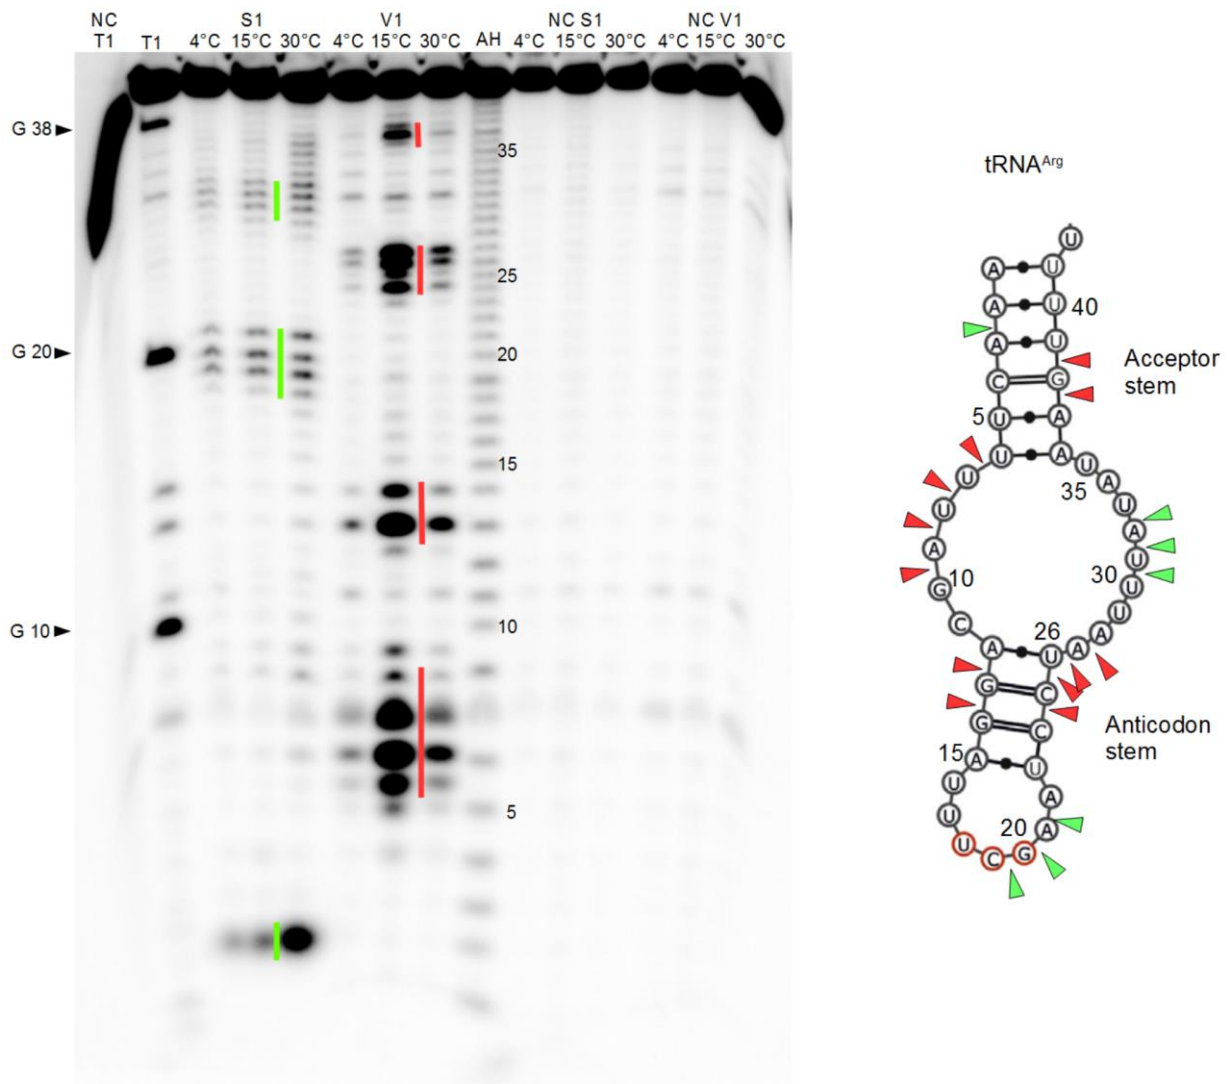 NC S1 V1 NC S1 NC V1
T1 T1 4°C 15°C 30°C 4°C 15°C 30°C AH 4°C 15°C 30°C 4°C 15°C 30°C
G 38
35
25
G 20
20
15
G 10
10
5
tRNAᴬʳᵍ
U
A U
A U 40
A U
C G
Acceptor
stem
5 U A
U A U
U 35 A
U U
A A
U
10 30
G U
C U
26 A
A U A
G C
G C
Anticodon
stem
15 A U
U A
U 20 A
U C G